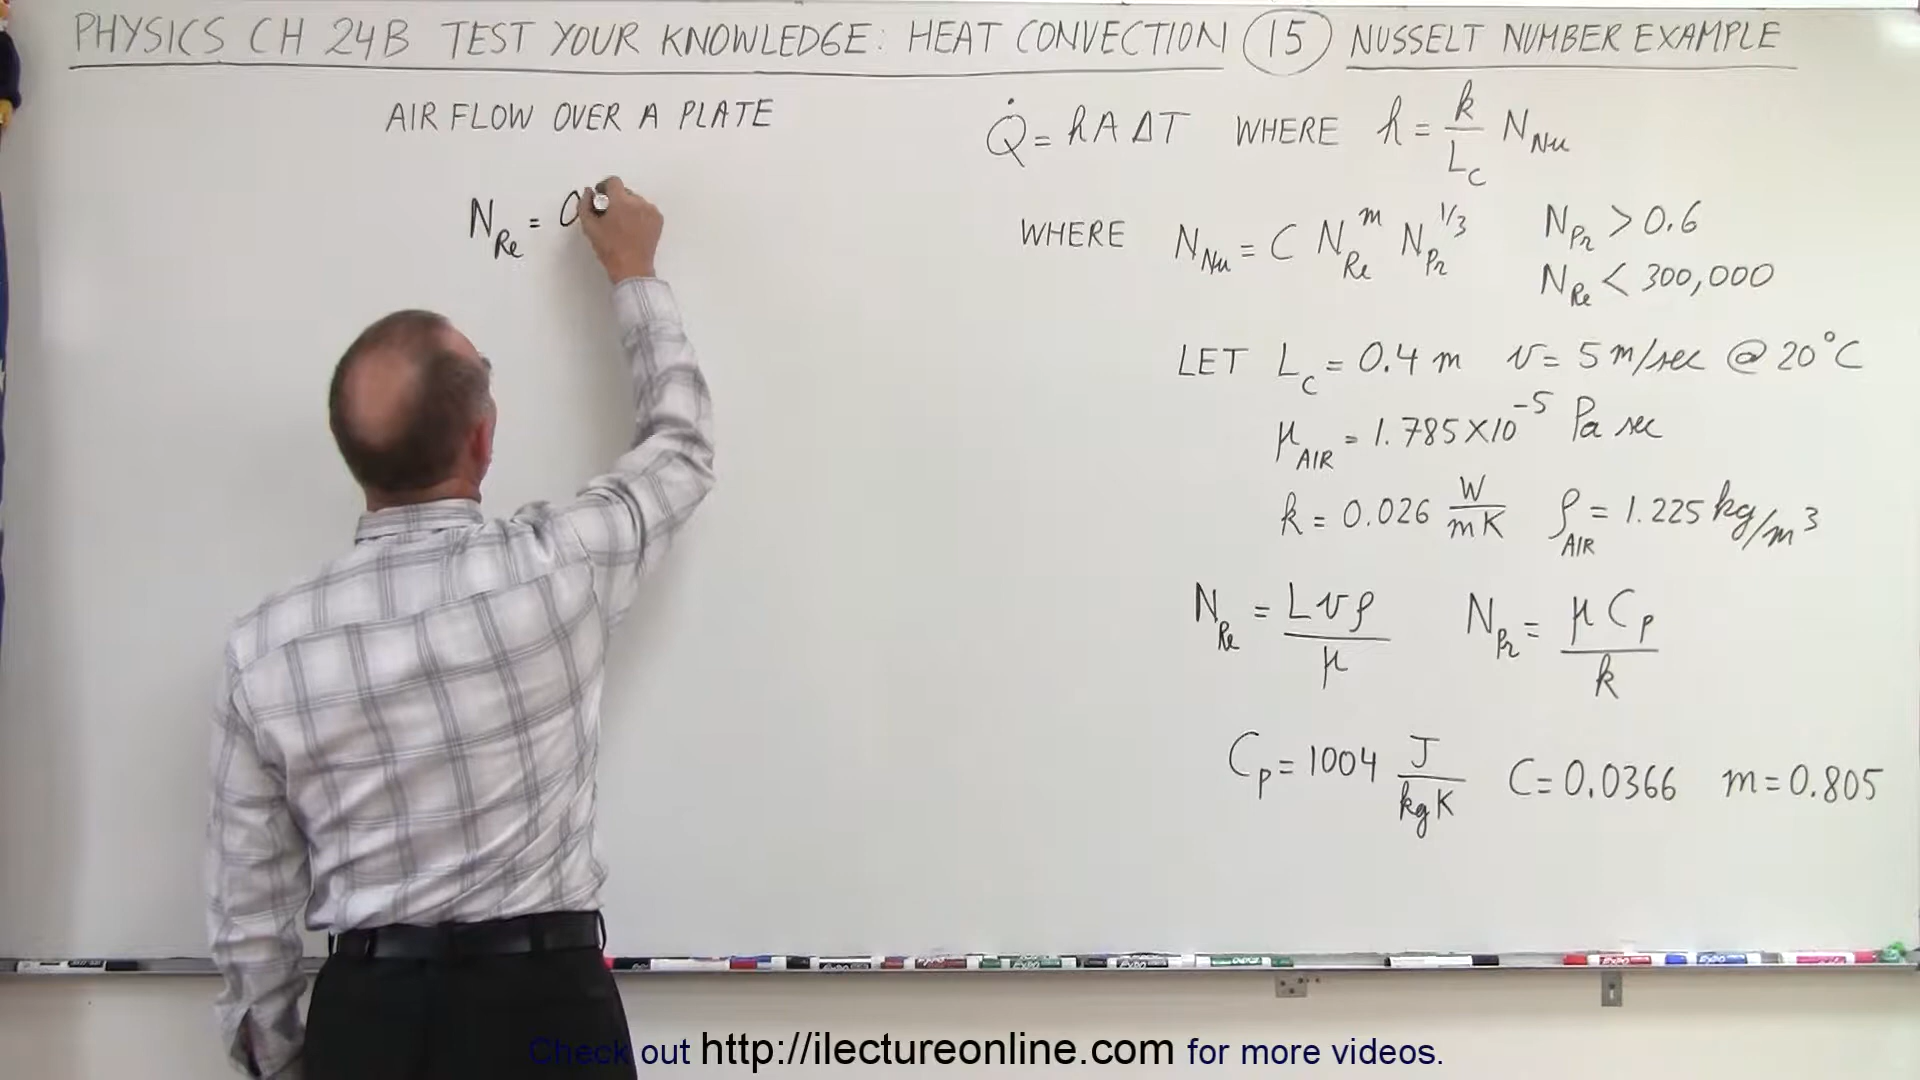 PHYSICS CH 24B TEST YOUR KNOWLEDGE: HEAT CONVECTION 15 NUSSELT NUMBER EXAMPLE
AIR FLOW OVER A PLATE
N_Re = 0
Q̇ = hAΔT WHERE h = k/L_C N_Nu
WHERE N_Nu = C N_Re^m N_Pr^1/3 N_Pr > 0.6
N_Re < 300,000
LET L_C = 0.4 m v = 5 m/sec @ 20°C
μ_AIR = 1.785 X 10^-5 Pa sec
k = 0.026 W/mK ρ_AIR = 1.225 kg/m³
N_Re = Lvρ/μ N_Pr = μC_p/k
C_p = 1004 J/kgK C = 0.0366 m = 0.805
Check out http://ilectureonline.com for more videos.